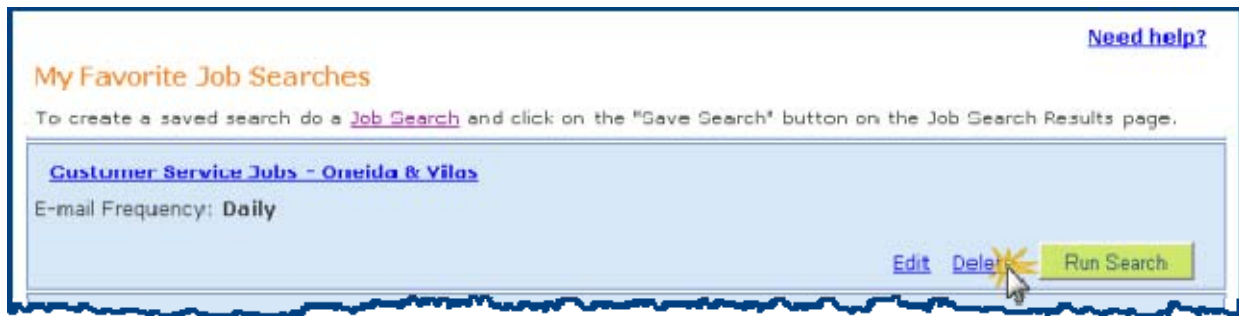 Need help?
My Favorite Job Searches
To create a saved search do a Job Search and click on the "Save Search" button on the Job Search Results page.
Customer Service Jobs - Oneida & Vilas
E-mail Frequency: Daily
Edit Delete Run Search